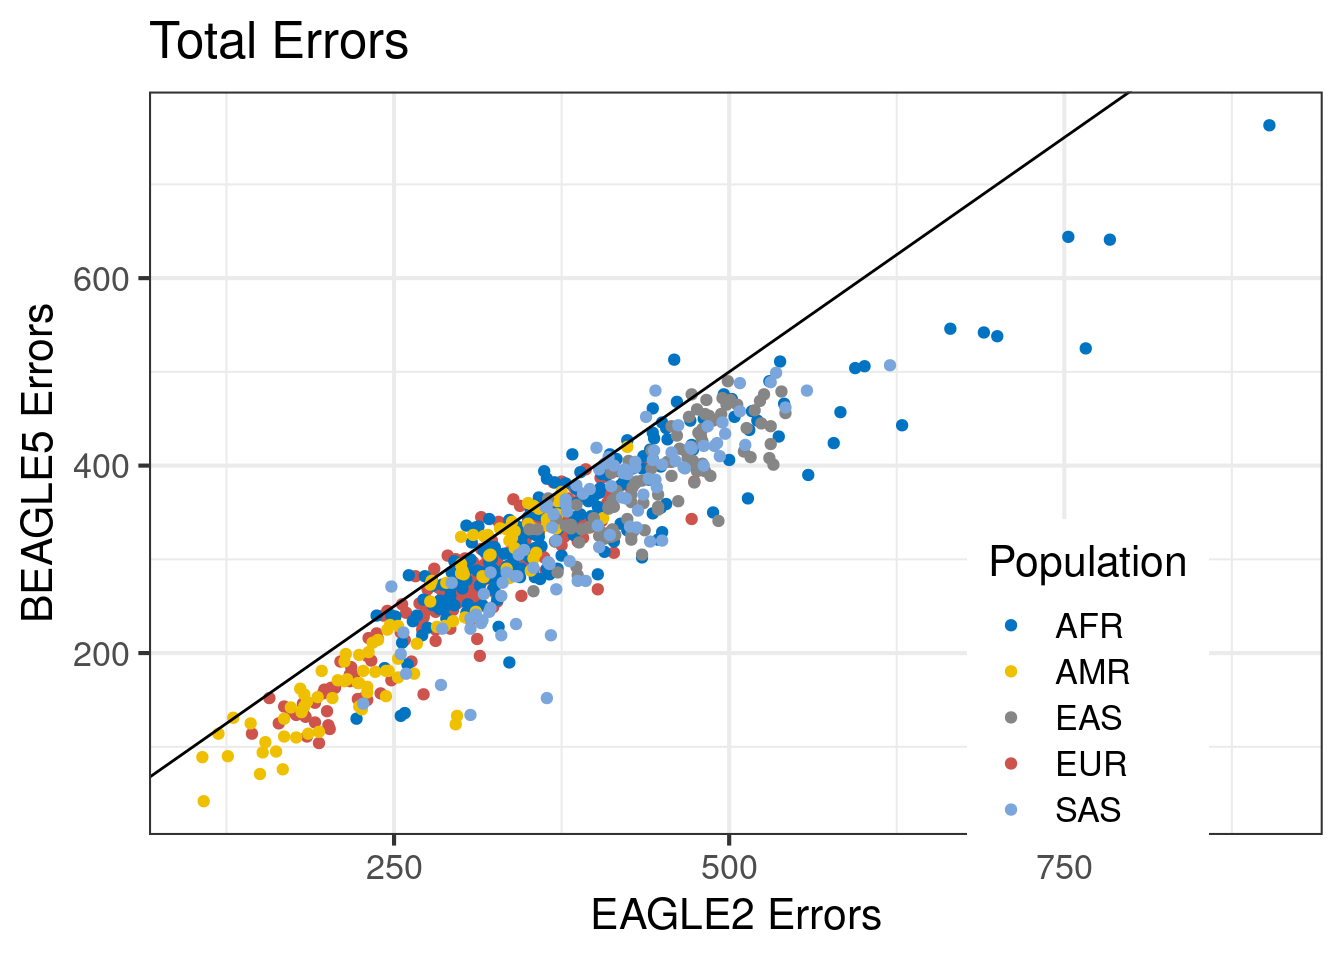 Total Errors
BEAGLE5 Errors
600
400
200
250
500
750
EAGLE2 Errors
Population
AFR
AMR
EAS
EUR
SAS